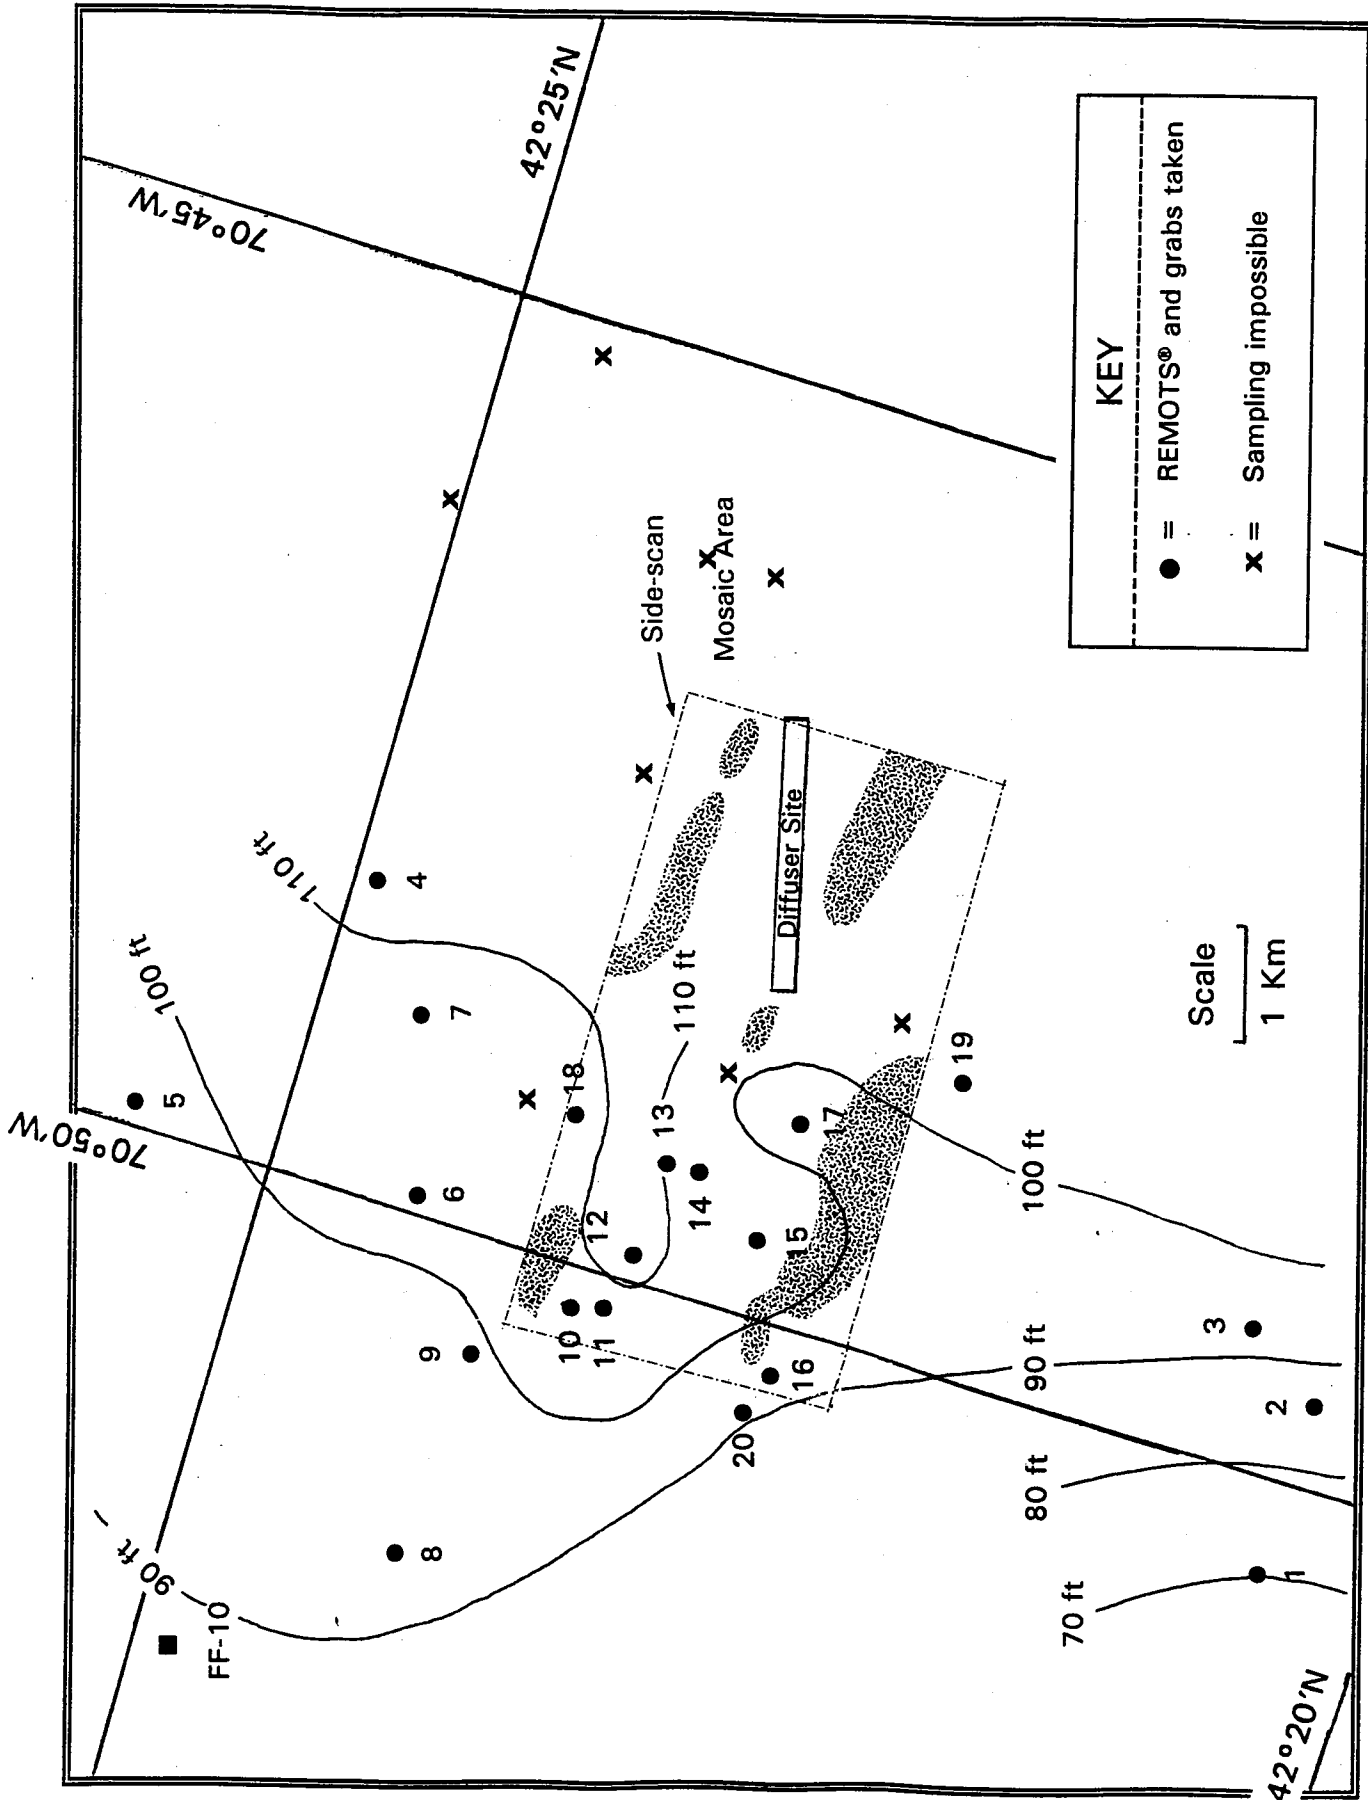 70°50'W
70°45'W
42°25'N
42°20'N
100 ft
110 ft
90 ft
FF-10
5
4
7
6
9
8
18
12
10
11
13
110 ft
14
15
17
16
20
19
Side-scan
Mosaic Area
Diffuser Site
100 ft
90 ft
80 ft
70 ft
3
2
1
Scale
1 Km
KEY
● = REMOTS® and grabs taken
x = Sampling impossible